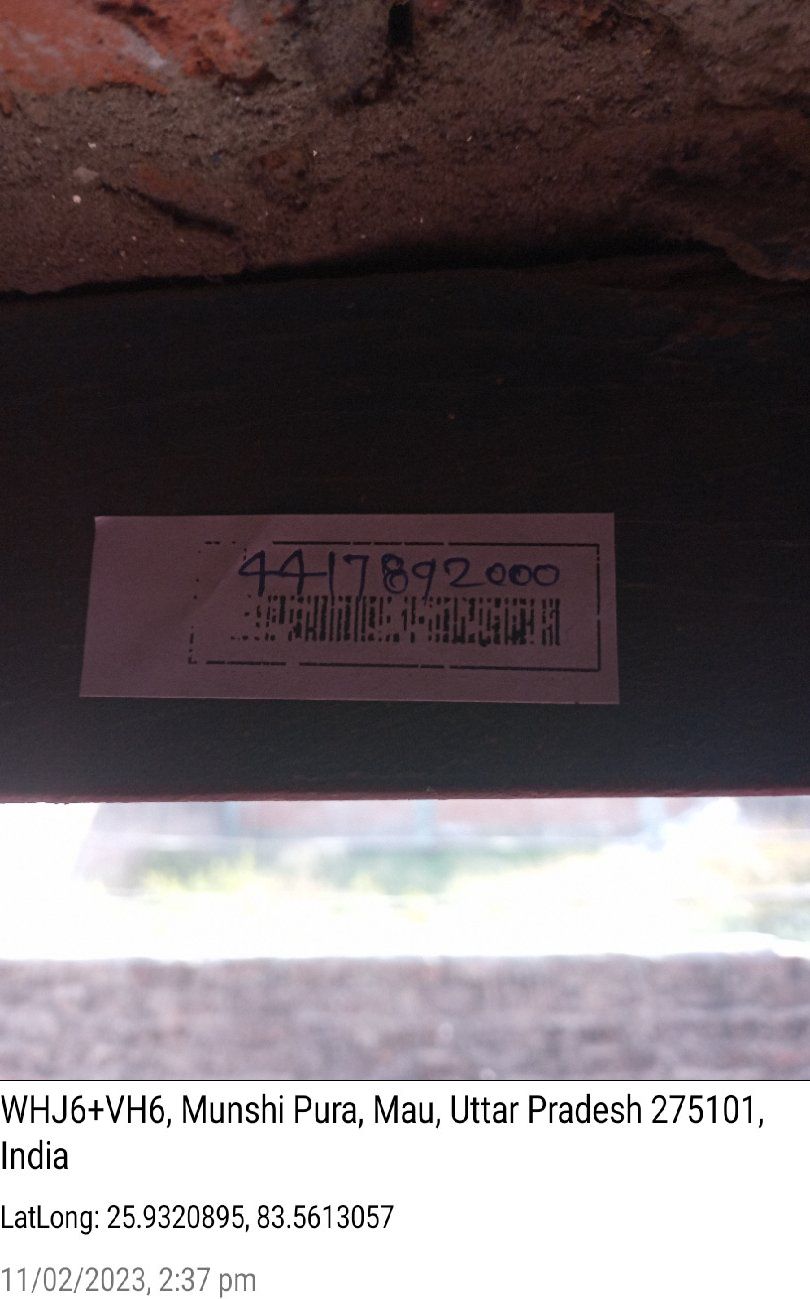 4417892000
WHJ6+VH6, Munshi Pura, Mau, Uttar Pradesh 275101,
India
LatLong: 25.9320895, 83.5613057
11/02/2023, 2:37 pm